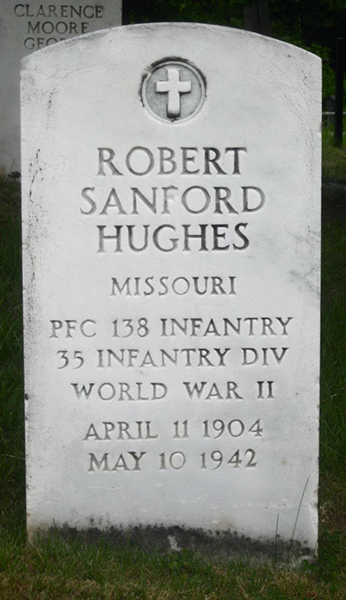 CLARENCE
MOORE
ROBERT
SANFORD
HUGHES
MISSOURI
PFC 138 INFANTRY
35 INFANTRY DIV
WORLD WAR II
APRIL 11 1904
MAY 10 1942